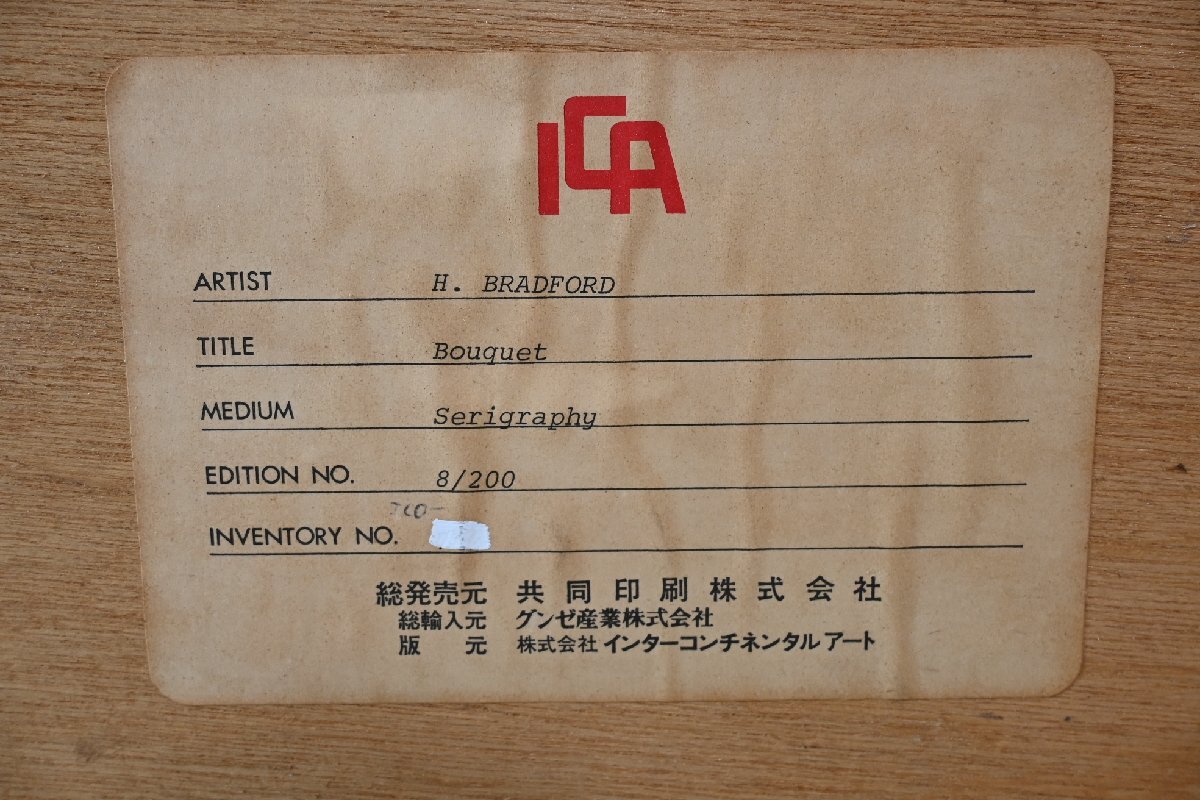 ICA
ARTIST H. BRADFORD
TITLE Bouquet
MEDIUM Serigraphy
EDITION NO. 8/200
INVENTORY NO.
総発売元 共同印刷株式会社
総輸入元 グンゼ産業株式会社
版 元 株式会社 インターコンチネンタル アート